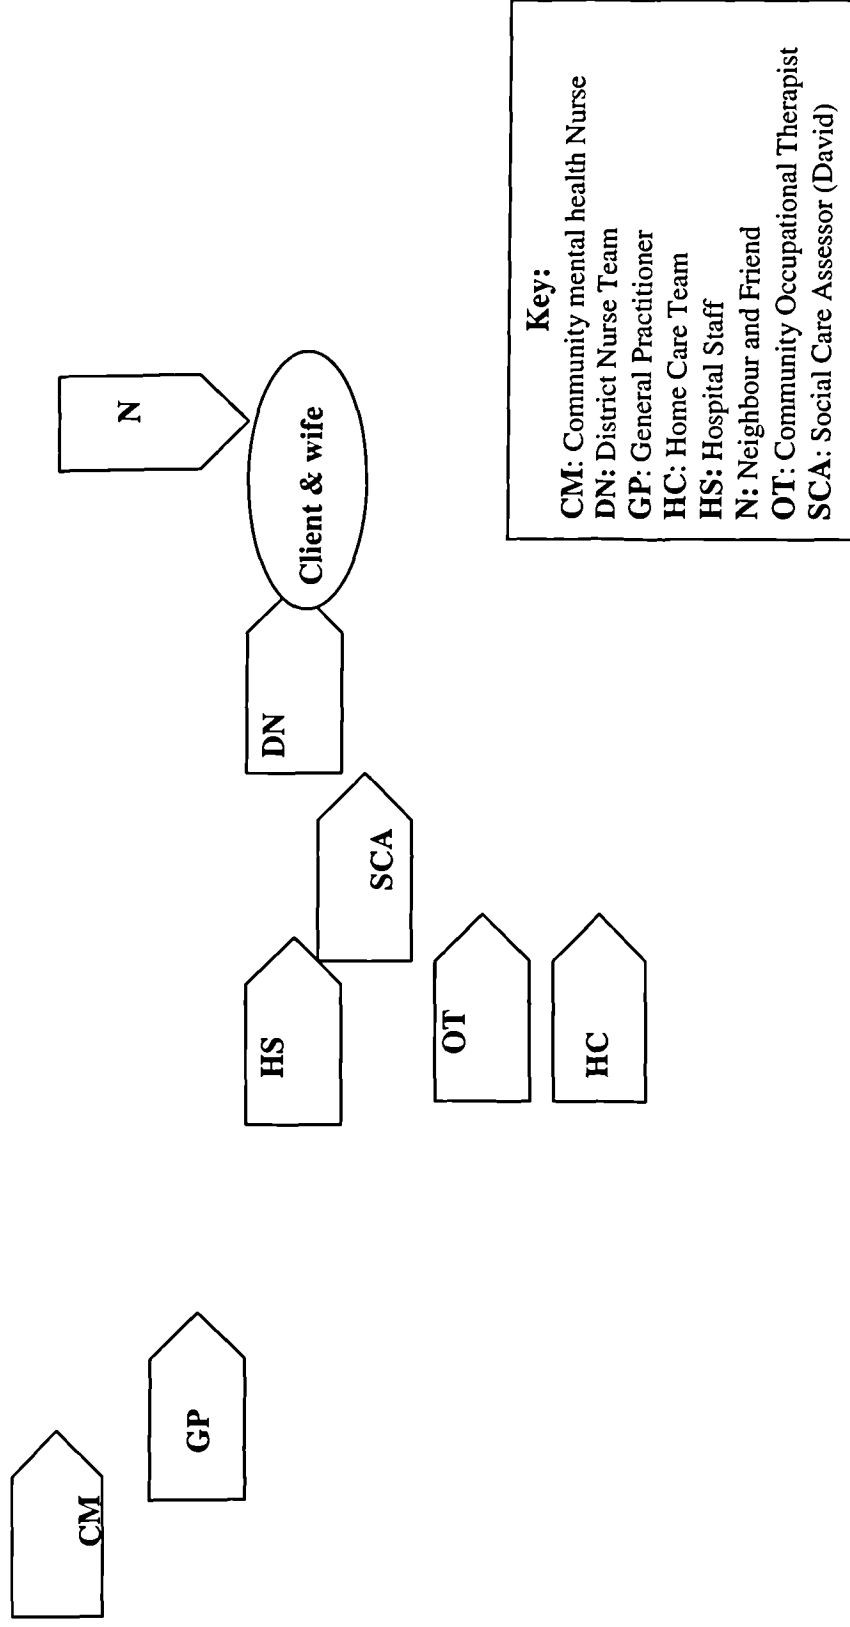 CM
N
GP
HS
DN
Client & wife
SCA
OT
HC
Key:
CM: Community mental health Nurse
DN: District Nurse Team
GP: General Practitioner
HC: Home Care Team
HS: Hospital Staff
N: Neighbour and Friend
OT: Community Occupational Therapist
SCA: Social Care Assessor (David)